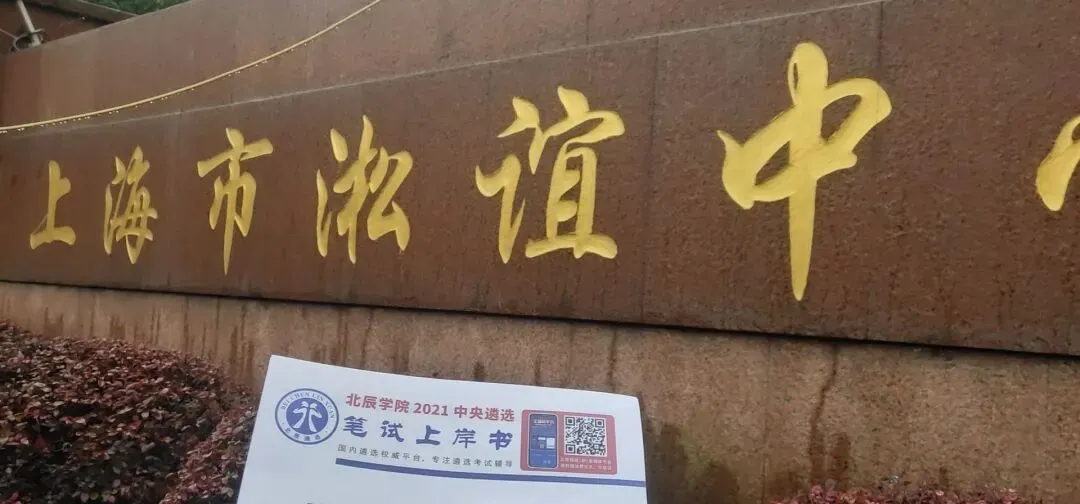 上海市淞谊中
北辰学院 2021 中央遴选
笔试上岸书
国内遴选权威平台，专注遴选考试辅导